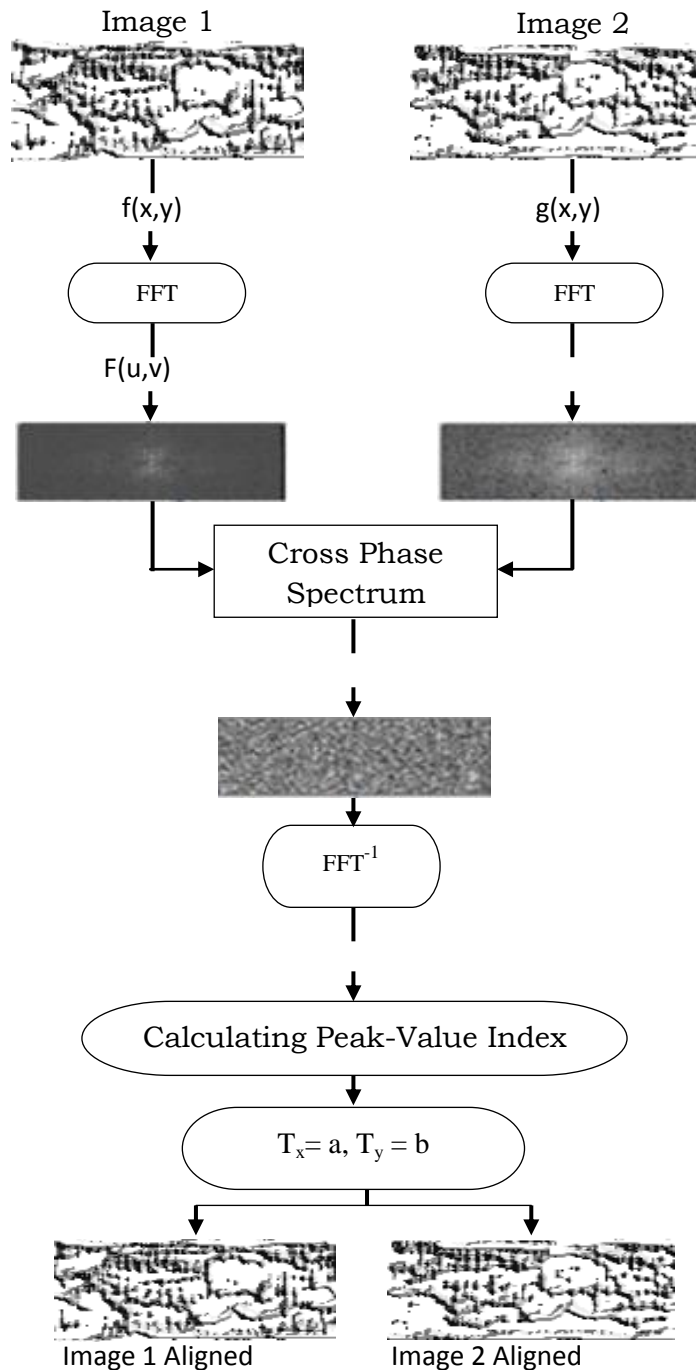 Image 1
Image 2
f(x,y)
g(x,y)
FFT
FFT
F(u,v)
Cross Phase
Spectrum
FFT⁻¹
Calculating Peak-Value Index
Tₓ= a, Tᵧ = b
Image 1 Aligned
Image 2 Aligned